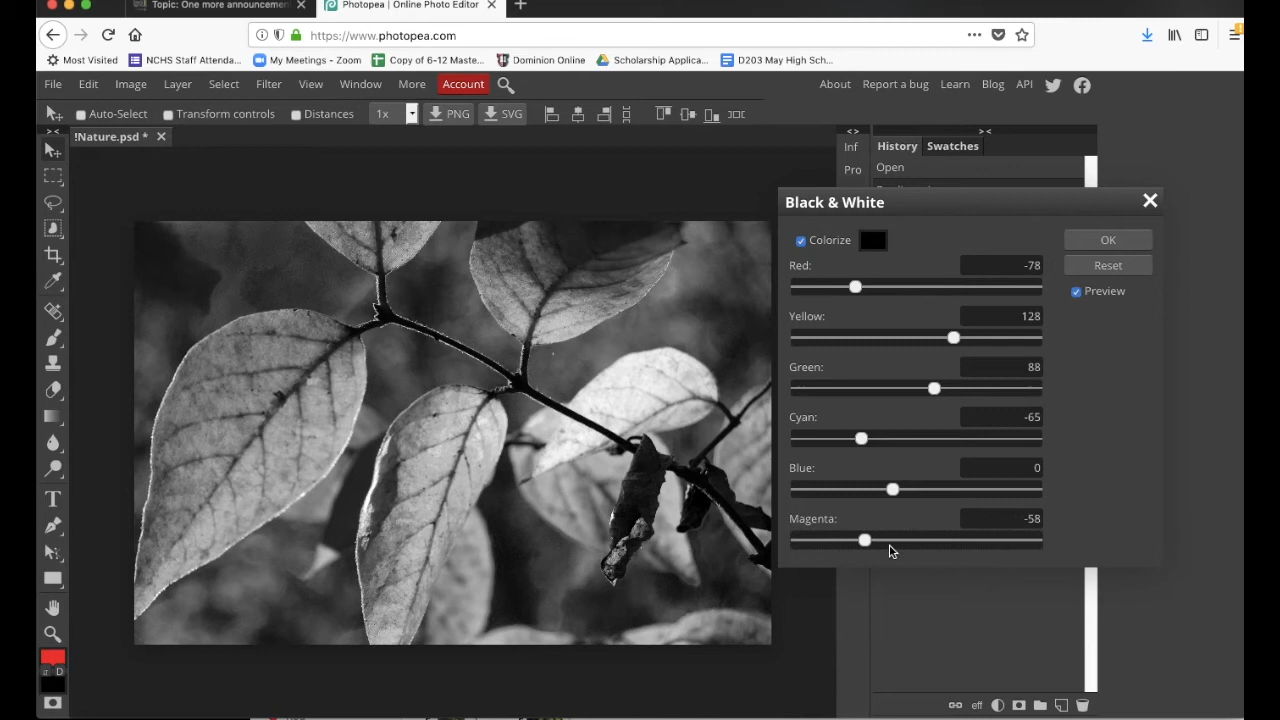 Topic: One more announcemen
Photopea | Online Photo Editor
https://www.photopea.com
Most Visited NCHS Staff Attenda... My Meetings - Zoom Copy of 6-12 Maste... Dominion Online Scholarship Applica... D203 May High Sch...
File Edit Image Layer Select Filter View Window More Account About Report a bug Learn Blog API
Auto-Select Transform controls Distances 1x PNG SVG
!Nature.psd *
Inf
Pro
History Swatches
Open
Black & White
Colorize OK
Red: -78 Reset
Preview
Yellow: 128
Green: 88
Cyan: -65
Blue: 0
Magenta: -58
D
eff